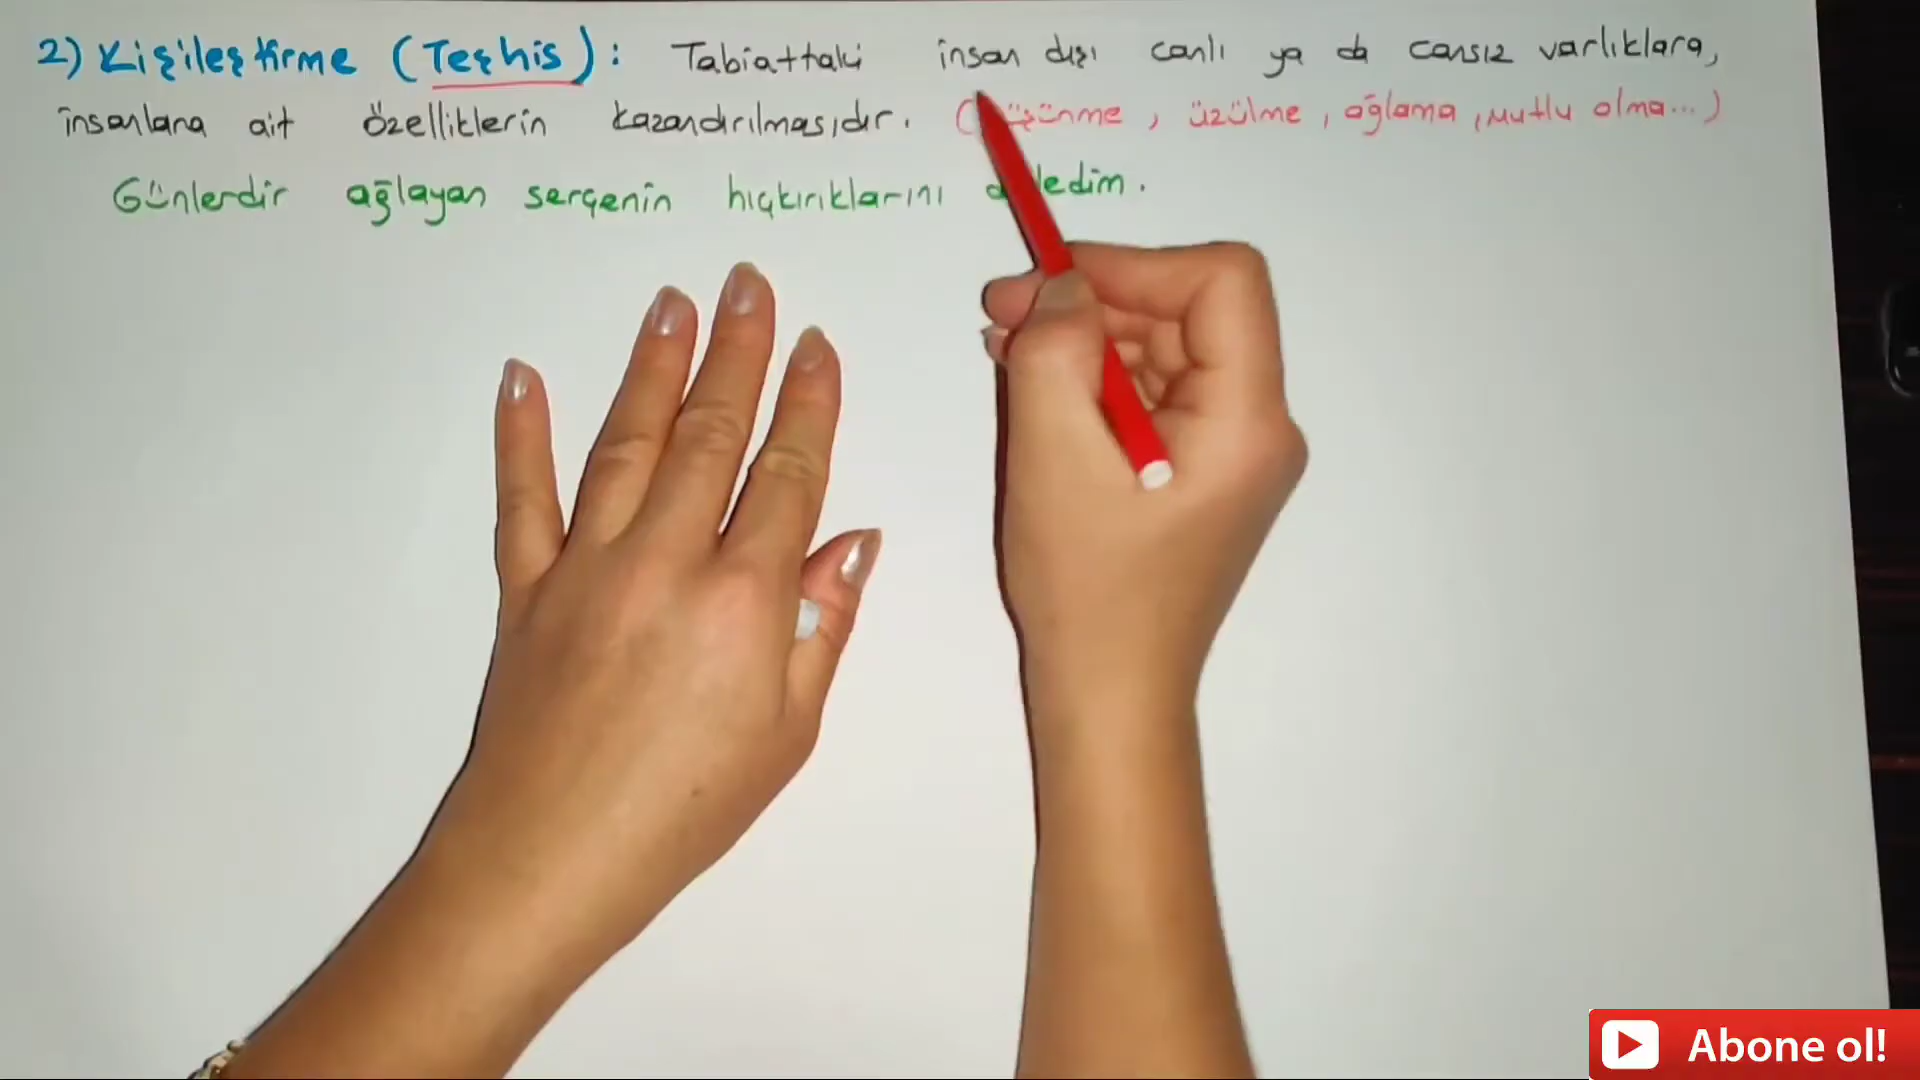 2) Kişileştirme (Teşhis): Tabiattaki insan dışı canlı ya da cansız varlıklara,
insanlara ait özelliklerin kazandırılmasıdır. ( , üzülme, ağlama, mutlu olma...)
Günlerdir ağlayan serçenin hıçkırıklarını
Abone ol!